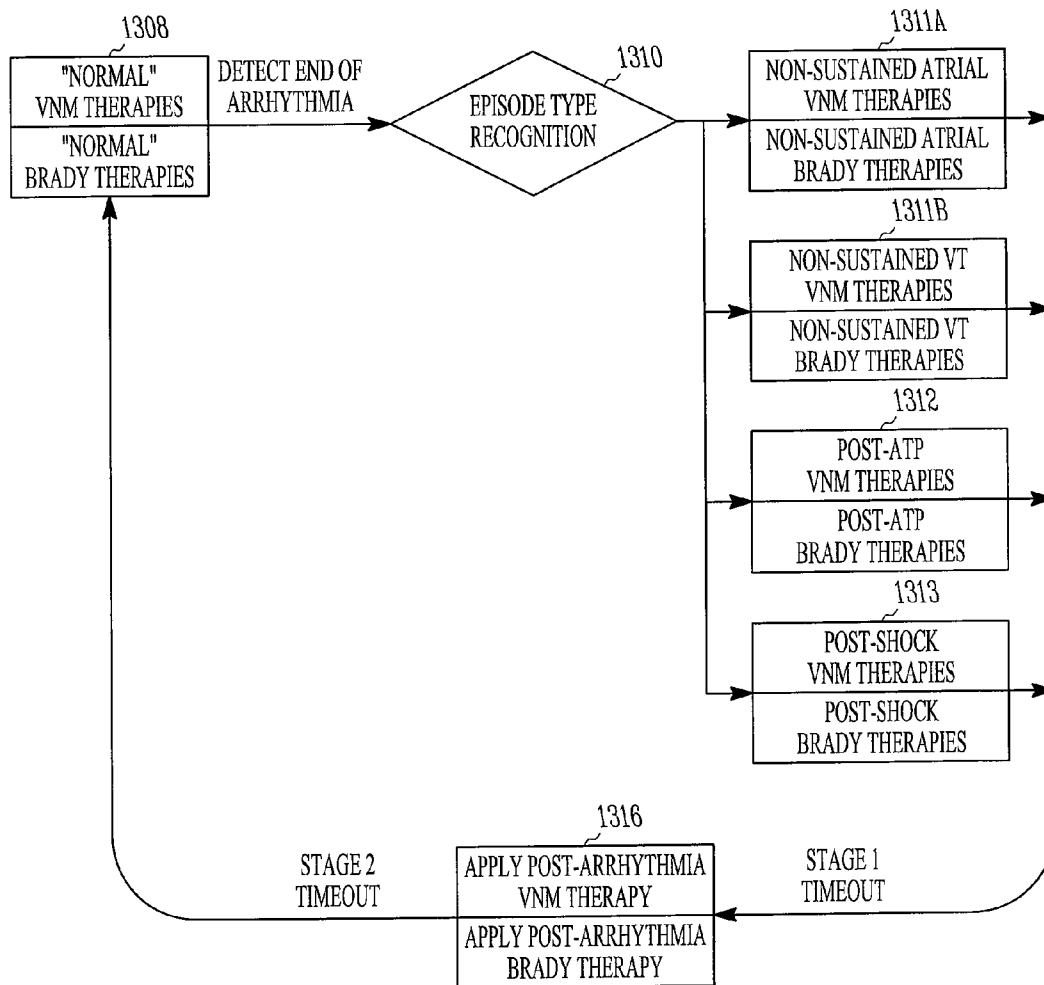 1308
"NORMAL"
VNM THERAPIES
"NORMAL"
BRADY THERAPIES
DETECT END OF
ARRHYTHMIA
1310
EPISODE TYPE
RECOGNITION
1311A
NON-SUSTAINED ATRIAL
VNM THERAPIES
NON-SUSTAINED ATRIAL
BRADY THERAPIES
1311B
NON-SUSTAINED VT
VNM THERAPIES
NON-SUSTAINED VT
BRADY THERAPIES
1312
POST-ATP
VNM THERAPIES
POST-ATP
BRADY THERAPIES
1313
POST-SHOCK
VNM THERAPIES
POST-SHOCK
BRADY THERAPIES
STAGE 1
TIMEOUT
1316
APPLY POST-ARRHYTHMIA
VNM THERAPY
APPLY POST-ARRHYTHMIA
BRADY THERAPY
STAGE 2
TIMEOUT